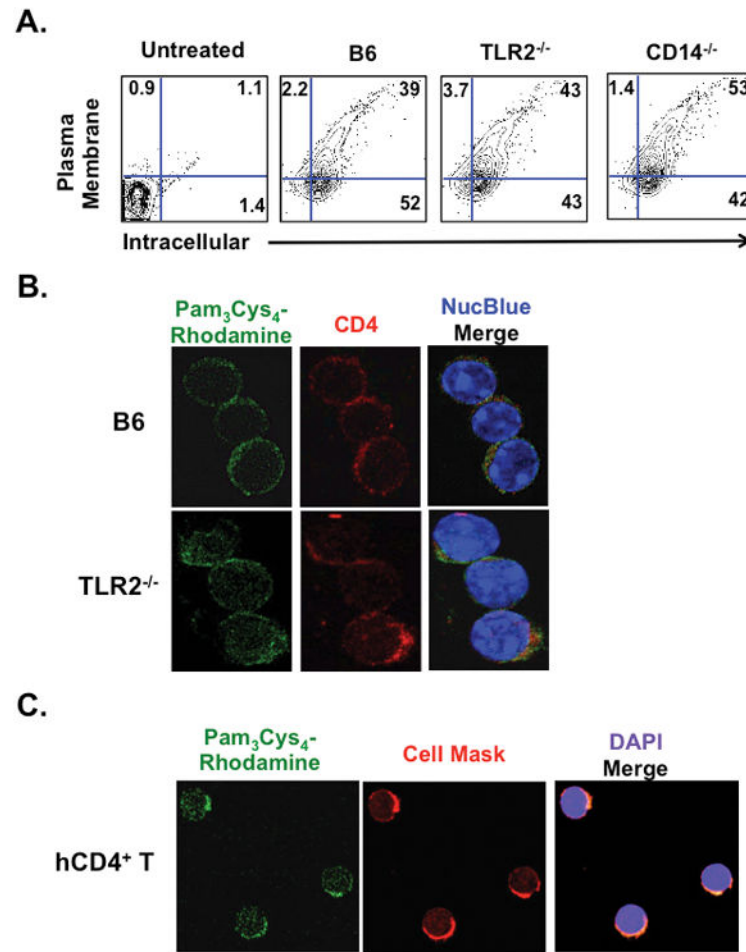 A.
Untreated B6 TLR2⁻/⁻ CD14⁻/⁻
0.9 1.1 2.2 39 3.7 43 1.4 53
Plasma
Membrane
1.4 52 43 42
Intracellular
B.
Pam₃Cys₄- CD4 NucBlue
Rhodamine Merge
B6
TLR2⁻/⁻
C.
Pam₃Cys₄- Cell Mask DAPI
Rhodamine Merge
hCD4⁺ T